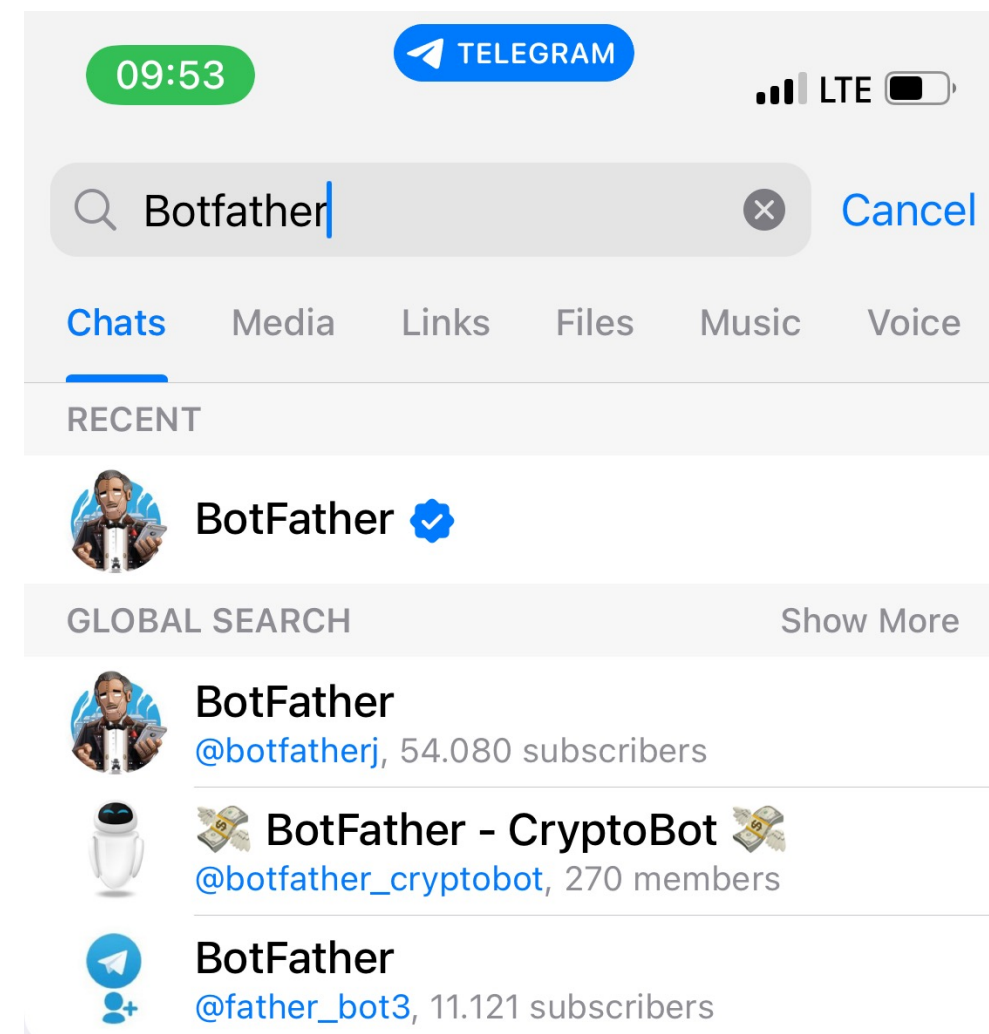 09:53
TELEGRAM
LTE
Botfather
Cancel
Chats Media Links Files Music Voice
RECENT
BotFather
GLOBAL SEARCH Show More
BotFather
@botfatherj, 54.080 subscribers
💸 BotFather - CryptoBot 💸
@botfather_cryptobot, 270 members
BotFather
@father_bot3, 11.121 subscribers